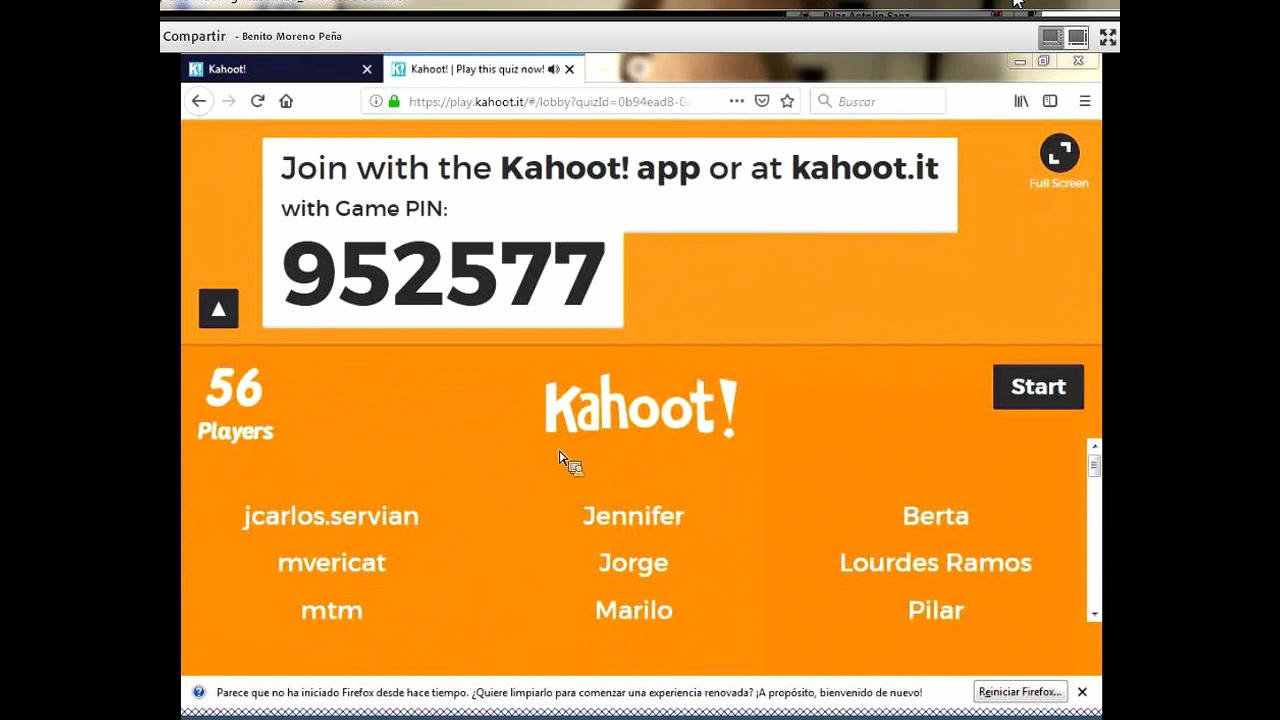 Compartir - Benito Moreno Peña
Kahoot!
Kahoot! | Play this quiz now!
https://play.kahoot.it/#/lobby?quizId=0b94ead8-0
Buscar
Join with the Kahoot! app or at kahoot.it
with Game PIN:
952577
Full Screen
56
Players
Kahoot!
Start
jcarlos.servian Jennifer Berta
mvericat Jorge Lourdes Ramos
mtm Marilo Pilar
Parece que no ha iniciado Firefox desde hace tiempo. ¿Quiere limpiarlo para comenzar una experiencia renovada? ¡A propósito, bienvenido de nuevo! Reiniciar Firefox...